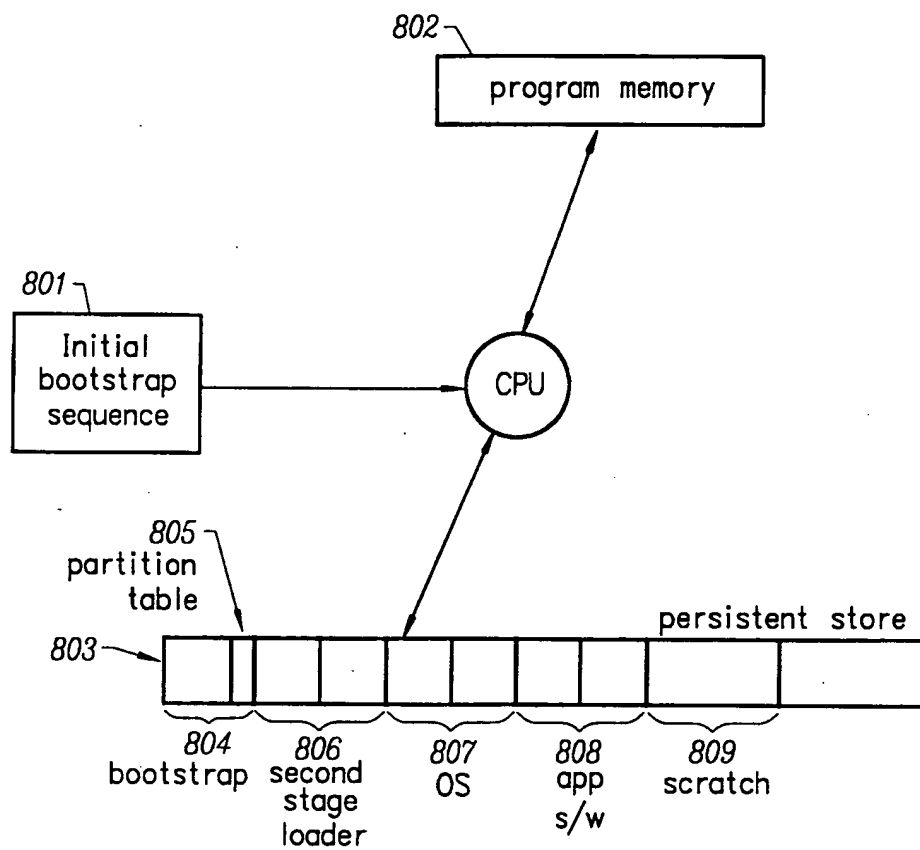 802
program memory
801
Initial
bootstrap
sequence
CPU
805
partition
table
persistent store
803
804
bootstrap
806
second
stage
loader
807
OS
808
app
s/w
809
scratch